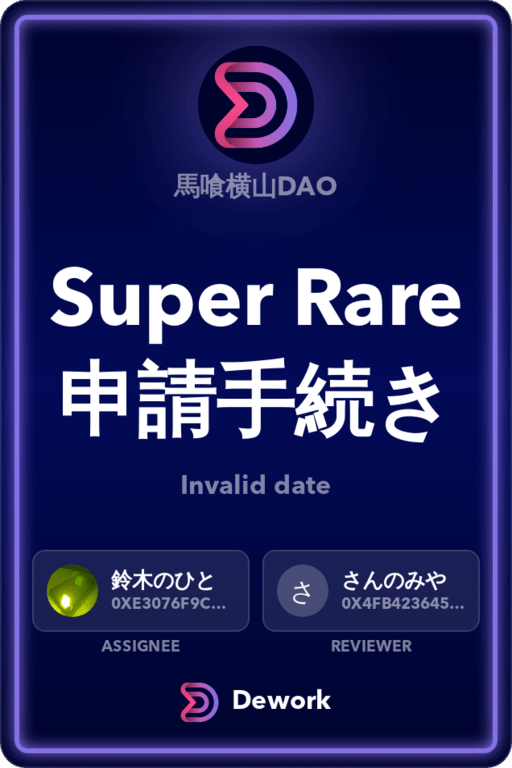 馬喰横山DAO
Super Rare
申請手続き
Invalid date
鈴木のひと
0XE3076F9C...
ASSIGNEE
さ
さんのみや
0X4FB423645...
REVIEWER
Dework